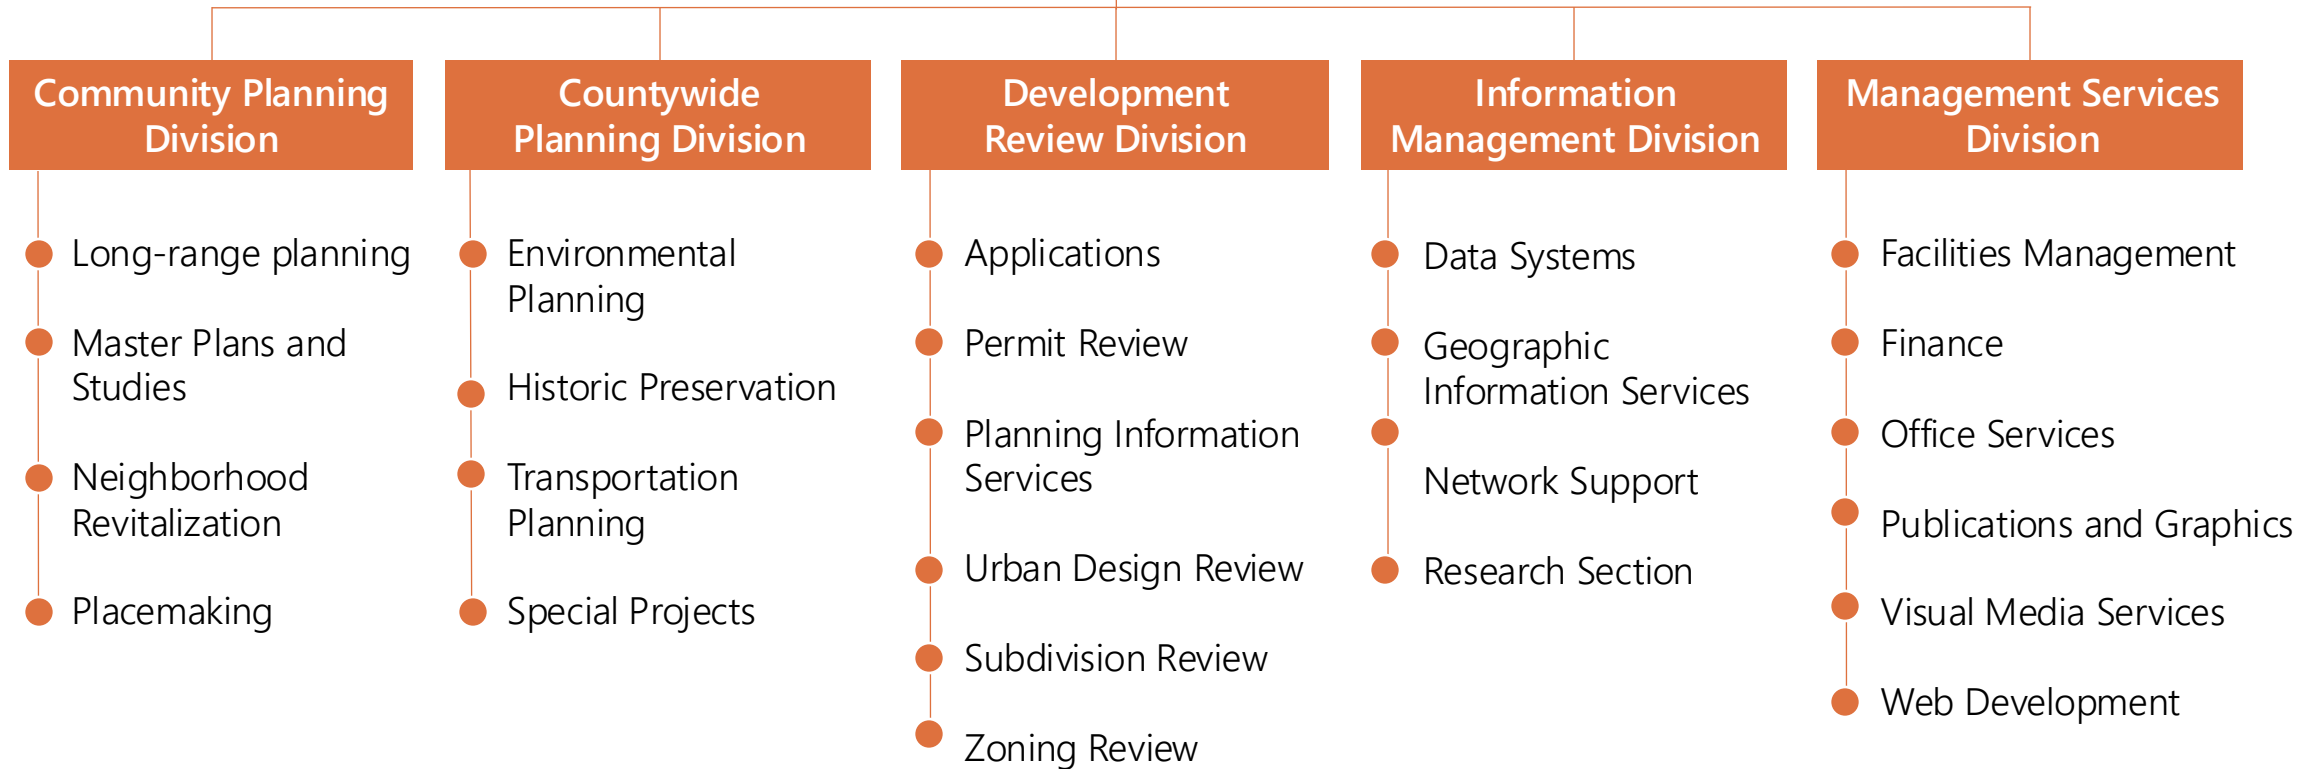 Community Planning
Division
Long-range planning
Master Plans and
Studies
Neighborhood
Revitalization
Placemaking
Countywide
Planning Division
Environmental
Planning
Historic Preservation
Transportation
Planning
Special Projects
Development
Review Division
Applications
Permit Review
Planning Information
Services
Urban Design Review
Subdivision Review
Zoning Review
Information
Management Division
Data Systems
Geographic
Information Services
Network Support
Research Section
Management Services
Division
Facilities Management
Finance
Office Services
Publications and Graphics
Visual Media Services
Web Development